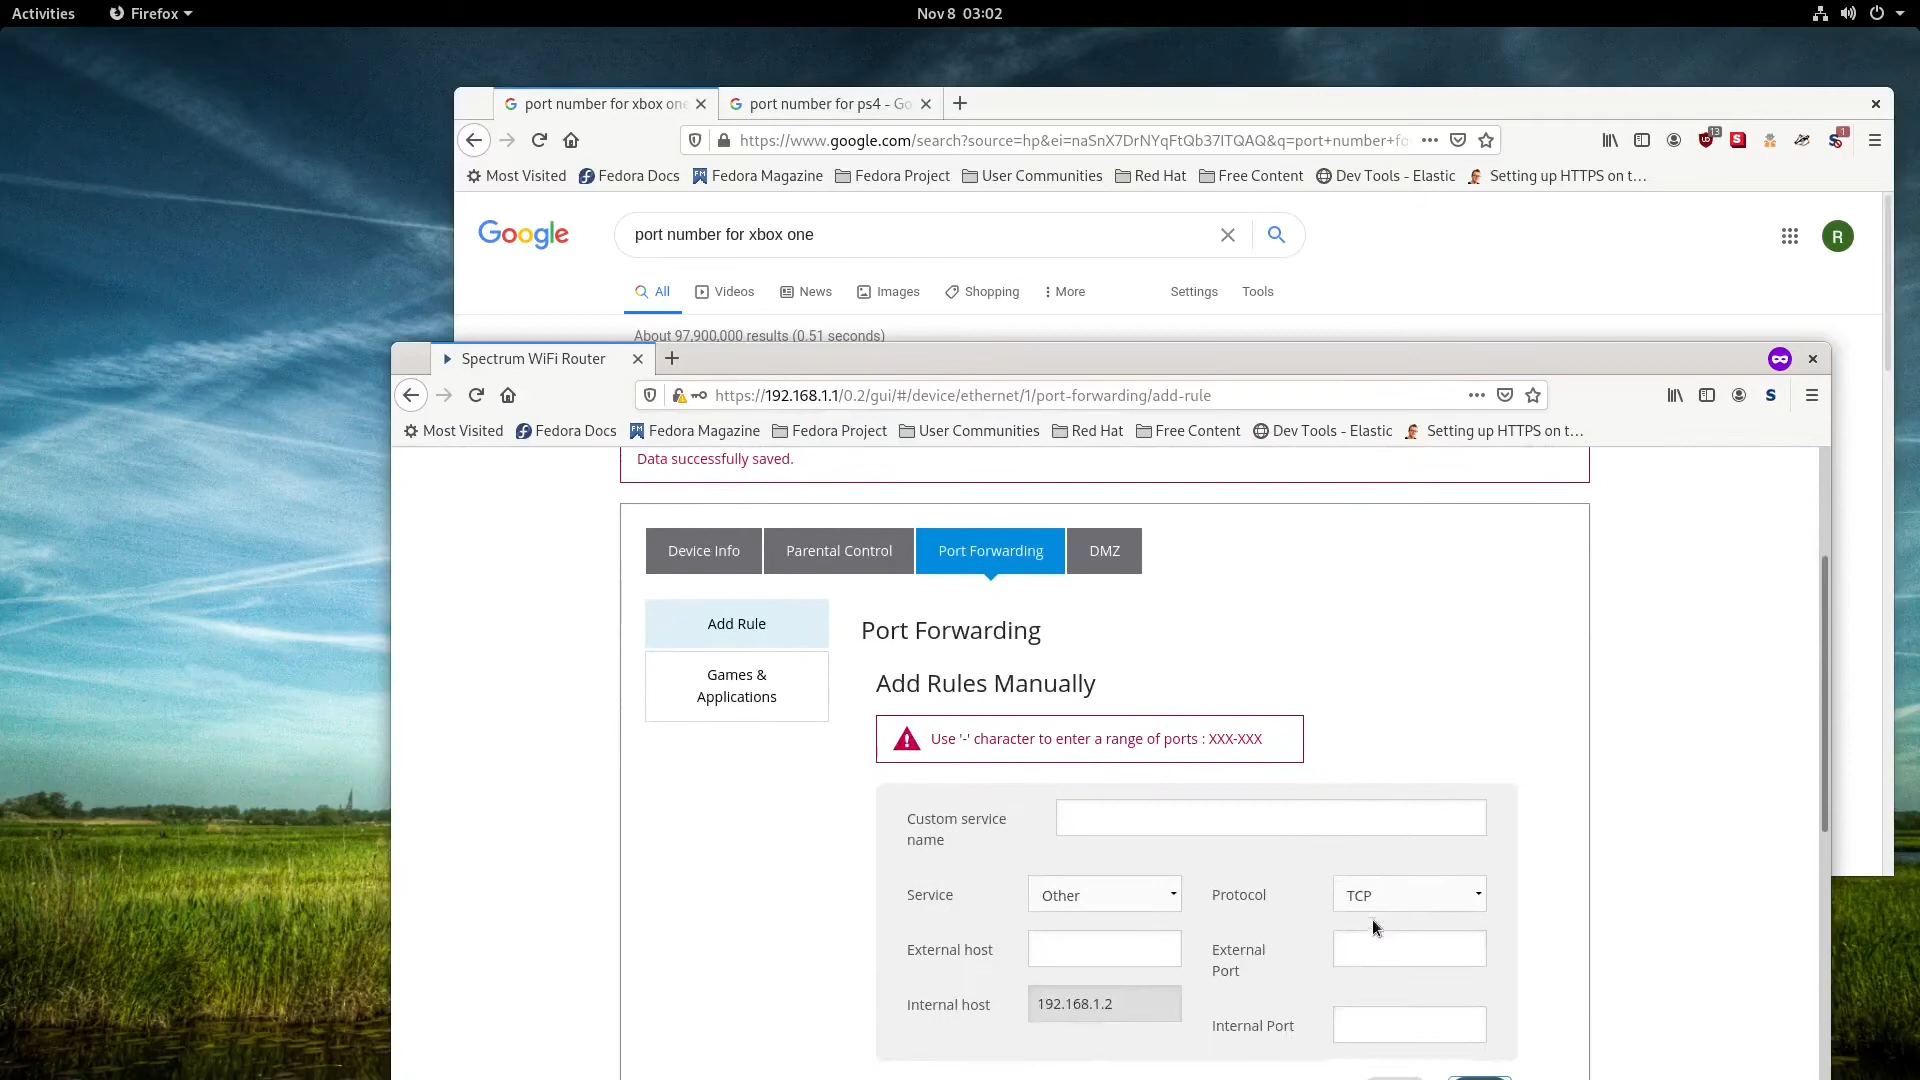 Activities Firefox Nov 8 03:02
port number for xbox one port number for ps4 - Go
https://www.google.com/search?source=hp&ei=naSnX7DrNYqFtQb37ITQAQ&q=port+number+fo 13 1
Most Visited Fedora Docs Fedora Magazine Fedora Project User Communities Red Hat Free Content Dev Tools - Elastic Setting up HTTPS on t…
Google port number for xbox one R
All Videos News Images Shopping More Settings Tools
About 97,900,000 results (0.51 seconds)
Spectrum WiFi Router
https://192.168.1.1/0.2/gui/#/device/ethernet/1/port-forwarding/add-rule
Most Visited Fedora Docs Fedora Magazine Fedora Project User Communities Red Hat Free Content Dev Tools - Elastic Setting up HTTPS on t…
Data successfully saved.
Device Info Parental Control Port Forwarding DMZ
Add Rule
Games &
Applications
Port Forwarding
Add Rules Manually
Use '-' character to enter a range of ports : XXX-XXX
Custom service
name
Service Other Protocol TCP
External host External
Port
Internal host 192.168.1.2
Internal Port